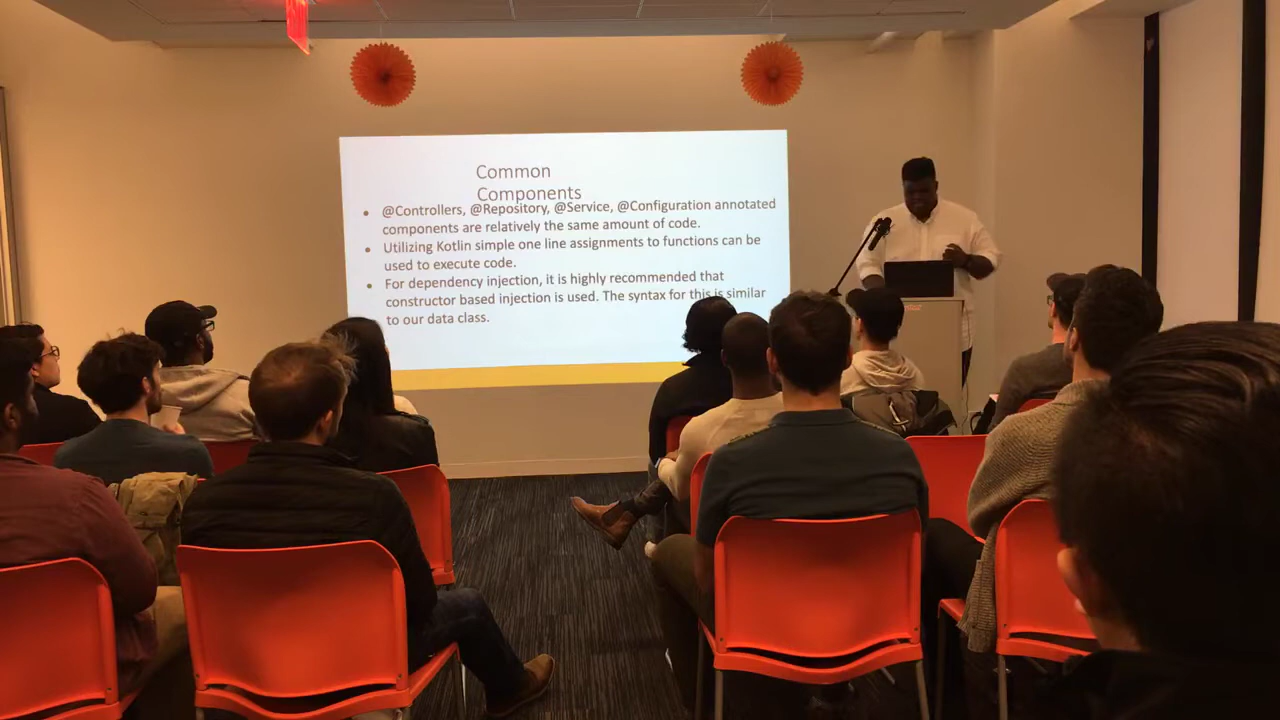 Common
Components
• @Controllers, @Repository, @Service, @Configuration annotated
components are relatively the same amount of code.
• Utilizing Kotlin simple one line assignments to functions can be
used to execute code.
• For dependency injection, it is highly recommended that
constructor based injection is used. The syntax for this is similar
to our data class.